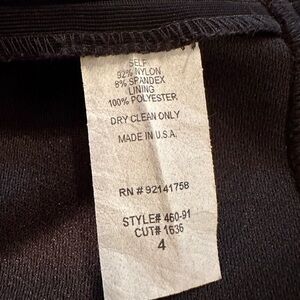 SELF
92% NYLON
8% SPANDEX
LINING
100% POLYESTER
DRY CLEAN ONLY
MADE IN U.S.A.
RN # 92141758
STYLE# 460-91
CUT# 1636
4